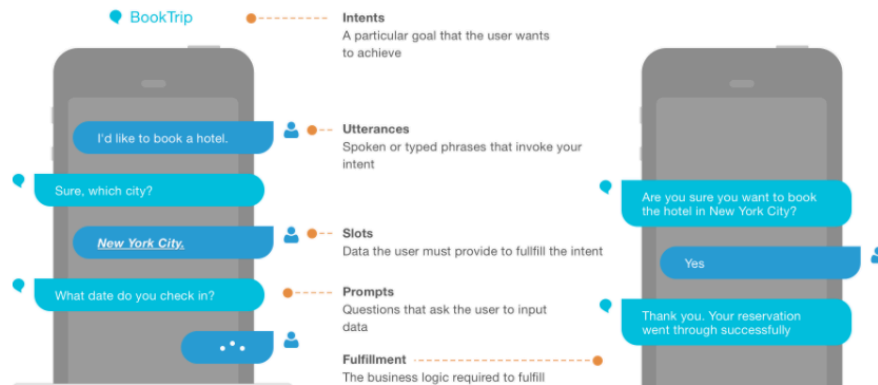 BookTrip
Intents
A particular goal that the user wants
to achieve
I'd like to book a hotel.
Utterances
Spoken or typed phrases that invoke your
intent
Sure, which city?
New York City.
Slots
Data the user must provide to fullfill the intent
What date do you check in?
Prompts
Questions that ask the user to input
data
Fulfillment
The business logic required to fulfill
Are you sure you want to book
the hotel in New York City?
Yes
Thank you. Your reservation
went through successfully